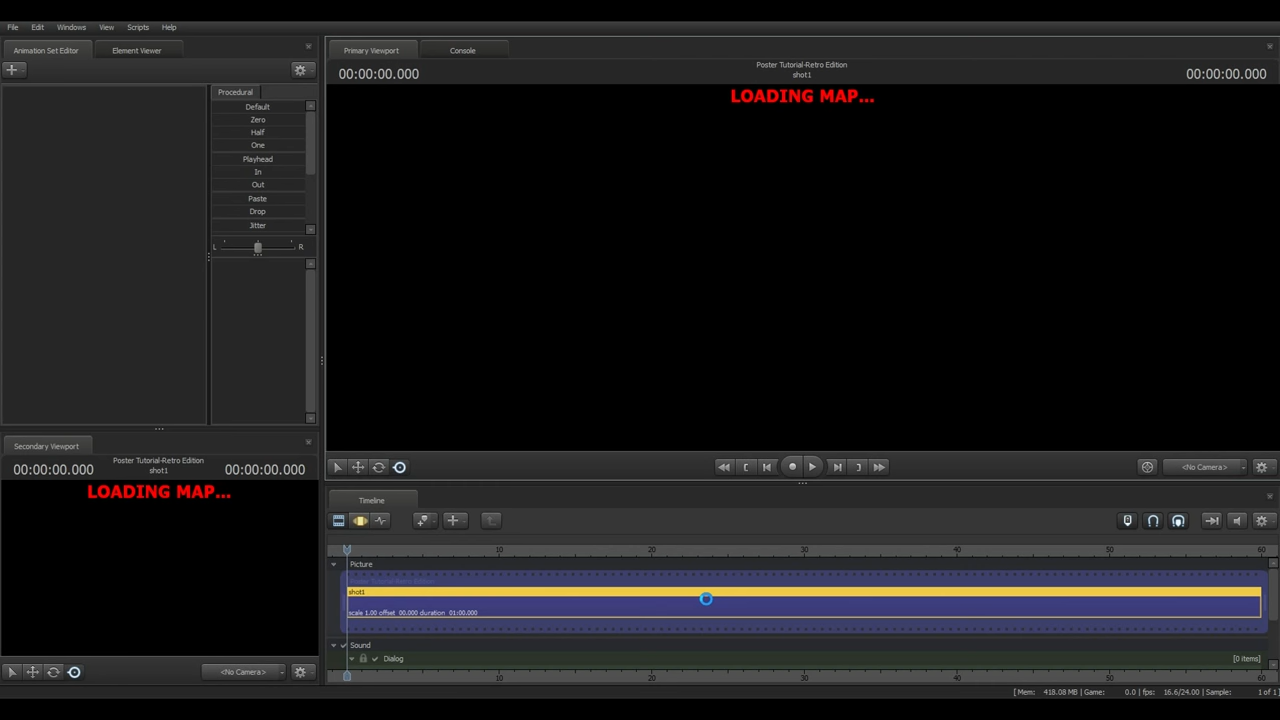 File Edit Windows View Scripts Help
Animation Set Editor Element Viewer
Primary Viewport Console
Poster Tutorial-Retro Edition
00:00:00.000 shot1 00:00:00.000
LOADING MAP...
Procedural
Default
Zero
Half
One
Playhead
In
Out
Paste
Drop
Jitter
L R
Secondary Viewport
Poster Tutorial-Retro Edition
00:00:00.000 shot1 00:00:00.000
LOADING MAP...
<No Camera>
<No Camera>
Timeline
10 20 30 40 50 60
Picture
Poster Tutorial-Retro Edition
shot1
scale 1.00 offset 00.000 duration 01:00.000
Sound
Dialog [0 items]
10 20 30 40 50 60
[Mem: 418.08 MB | Game: 0.0 | fps: 16.6/24.00 | Sample: 1 of 1]